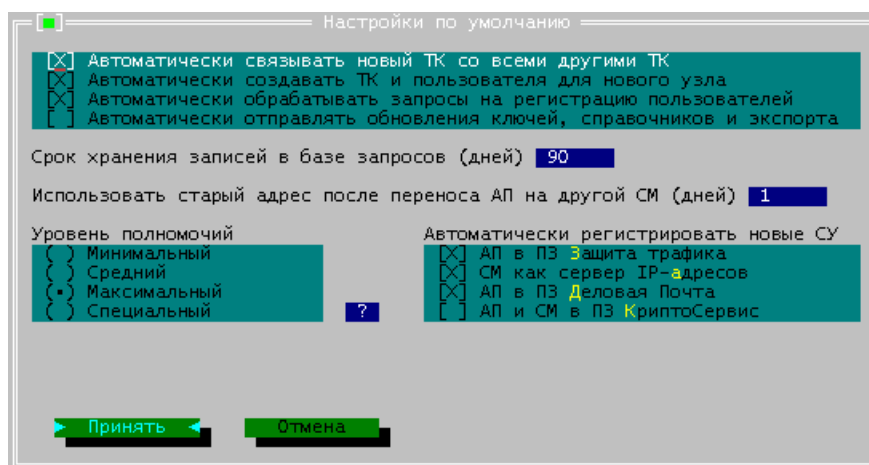 [■] Настройки по умолчанию
[X] Автоматически связывать новый ТК со всеми другими ТК
[X] Автоматически создавать ТК и пользователя для нового узла
[X] Автоматически обрабатывать запросы на регистрацию пользователей
[ ] Автоматически отправлять обновления ключей, справочников и экспорта
Срок хранения записей в базе запросов (дней) 90
Использовать старый адрес после переноса АП на другой СМ (дней) 1
Уровень полномочий
( ) Минимальный
( ) Средний
(•) Максимальный
( ) Специальный ?
Автоматически регистрировать новые СУ
[X] АП в ПЗ Защита трафика
[X] СМ как сервер IP-адресов
[X] АП в ПЗ Деловая Почта
[ ] АП и СМ в ПЗ КриптоСервис
► Принять ◄ Отмена